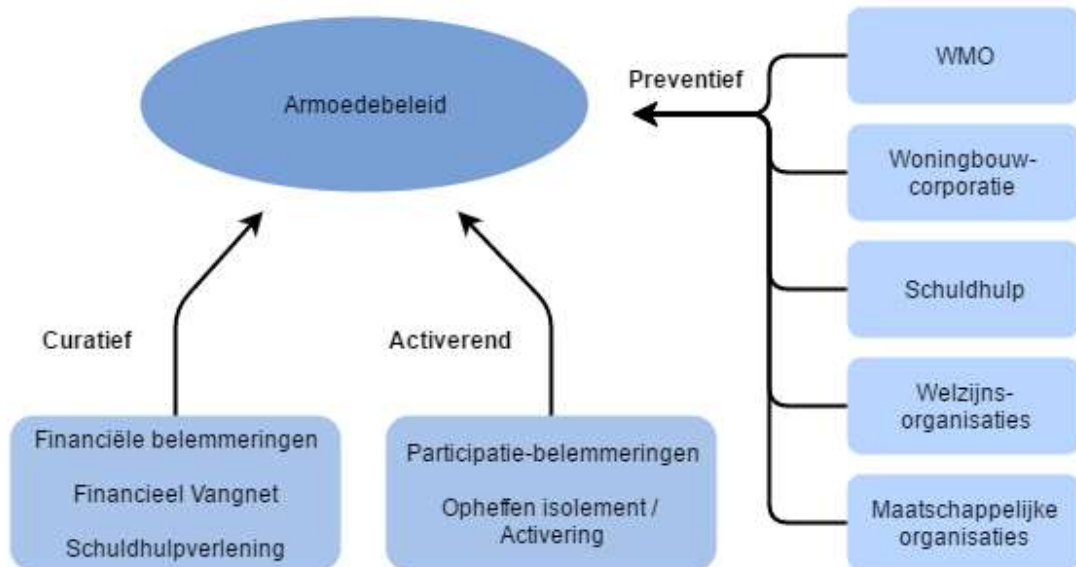 Armoedebeleid
Preventief
WMO
Woningbouw-
corporatie
Schuldhulp
Welzijns-
organisaties
Maatschappelijke
organisaties
Curatief
Activerend
Financiële belemmeringen
Financieel Vangnet
Schuldhulpverlening
Participatie-belemmeringen
Opheffen isolement /
Activering